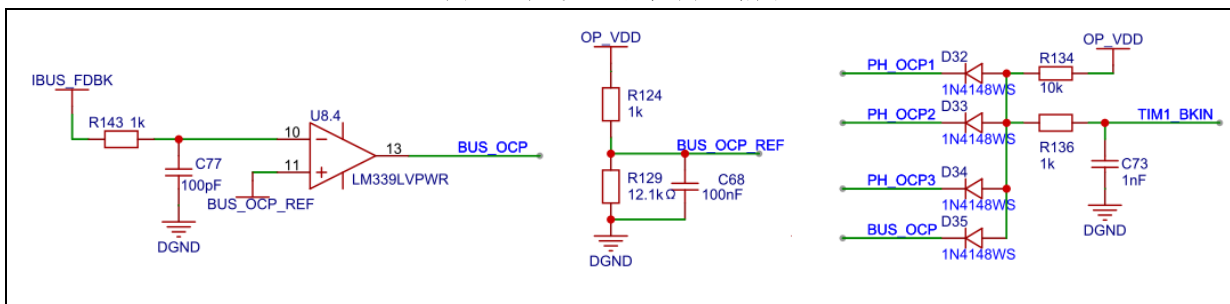 IBUS_FDBK
R143 1k
C77
100pF
DGND
U8.4
10
11
13
LM339LVPWR
BUS_OCP_REF
BUS_OCP
OP_VDD
R124
1k
BUS_OCP_REF
R129
12.1kΩ
C68
100nF
DGND
PH_OCP1
D32
1N4148WS
PH_OCP2
D33
1N4148WS
PH_OCP3
D34
1N4148WS
BUS_OCP
D35
1N4148WS
OP_VDD
R134
10k
R136
1k
TIM1_BKIN
C73
1nF
DGND